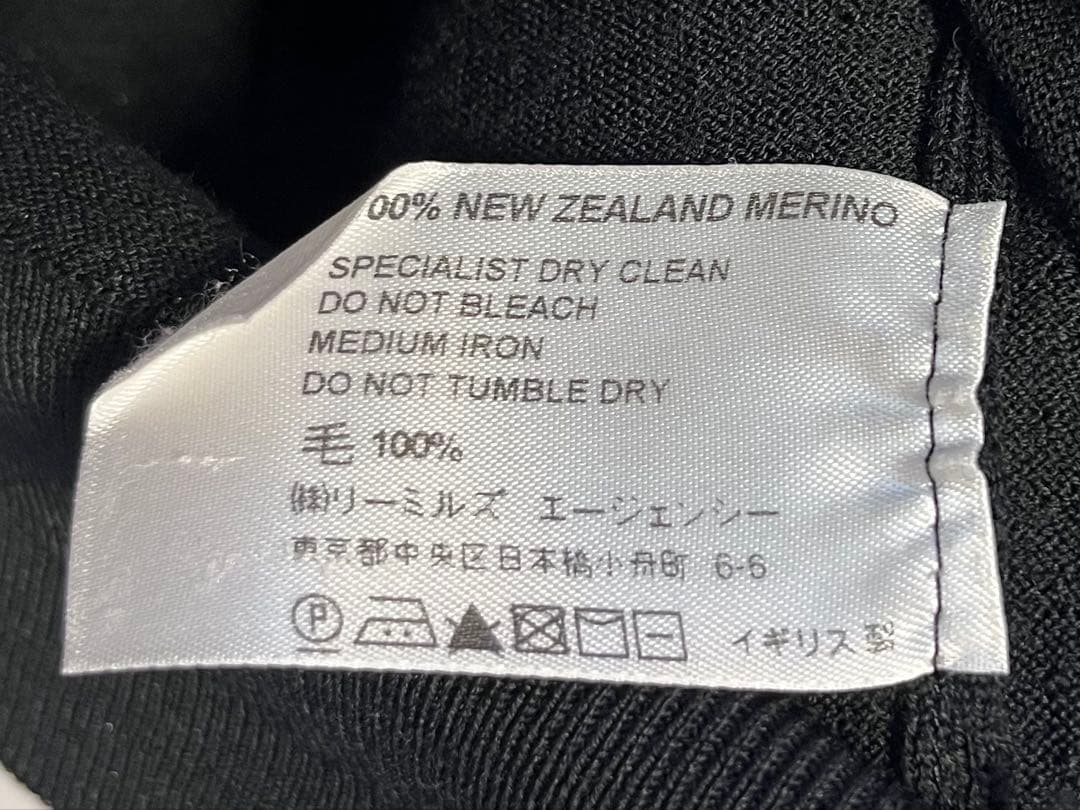 00% NEW ZEALAND MERINO
SPECIALIST DRY CLEAN
DO NOT BLEACH
MEDIUM IRON
DO NOT TUMBLE DRY
毛 100%
㈱リーミルズ エージェンシー
東京都中央区日本橋小舟町 6-6
P
イギリス製